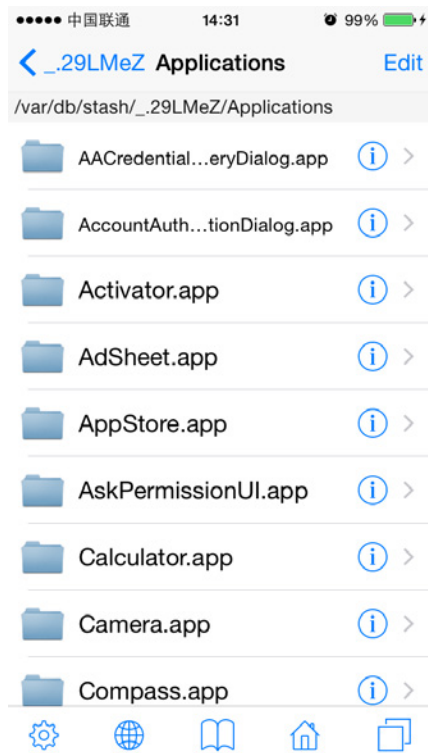 中国联通 14:31 99%
_.29LMeZ Applications Edit
/var/db/stash/_.29LMeZ/Applications
AACredential...eryDialog.app
AccountAuth...tionDialog.app
Activator.app
AdSheet.app
AppStore.app
AskPermissionUI.app
Calculator.app
Camera.app
Compass.app